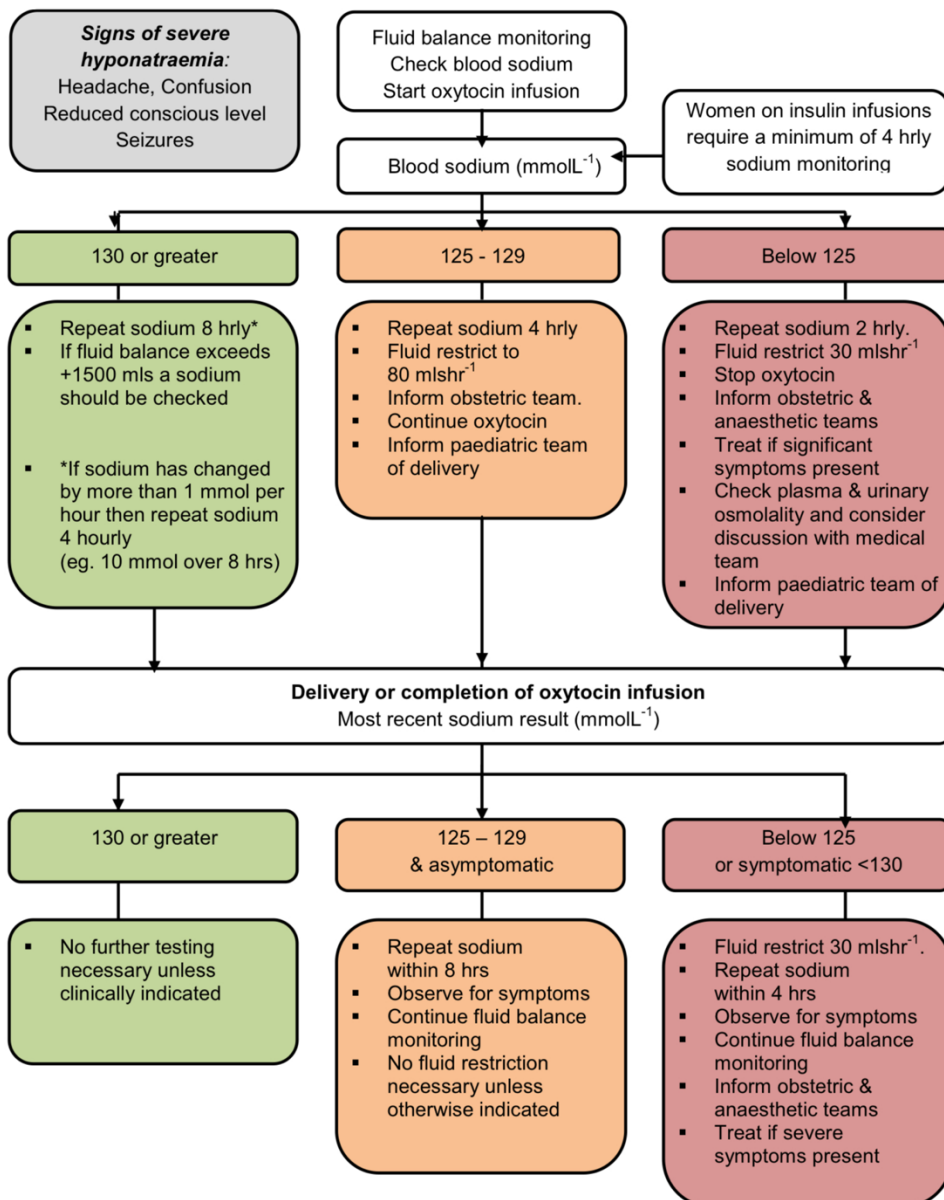 Signs of severe
hyponatraemia:
Headache, Confusion
Reduced conscious level
Seizures
Fluid balance monitoring
Check blood sodium
Start oxytocin infusion
Women on insulin infusions
require a minimum of 4 hrly
sodium monitoring
Blood sodium (mmolL⁻¹)
130 or greater
▪ Repeat sodium 8 hrly*
▪ If fluid balance exceeds
+1500 mls a sodium
should be checked
▪ *If sodium has changed
by more than 1 mmol per
hour then repeat sodium
4 hourly
(eg. 10 mmol over 8 hrs)
125 - 129
▪ Repeat sodium 4 hrly
▪ Fluid restrict to
80 mlshr⁻¹
▪ Inform obstetric team.
▪ Continue oxytocin
▪ Inform paediatric team
of delivery
Below 125
▪ Repeat sodium 2 hrly.
▪ Fluid restrict 30 mlshr⁻¹
▪ Stop oxytocin
▪ Inform obstetric &
anaesthetic teams
▪ Treat if significant
symptoms present
▪ Check plasma & urinary
osmolality and consider
discussion with medical
team
▪ Inform paediatric team of
delivery
Delivery or completion of oxytocin infusion
Most recent sodium result (mmolL⁻¹)
130 or greater
▪ No further testing
necessary unless
clinically indicated
125 – 129
& asymptomatic
▪ Repeat sodium
within 8 hrs
▪ Observe for symptoms
▪ Continue fluid balance
monitoring
▪ No fluid restriction
necessary unless
otherwise indicated
Below 125
or symptomatic <130
▪ Fluid restrict 30 mlshr⁻¹.
▪ Repeat sodium
within 4 hrs
▪ Observe for symptoms
▪ Continue fluid balance
monitoring
▪ Inform obstetric &
anaesthetic teams
▪ Treat if severe
symptoms present